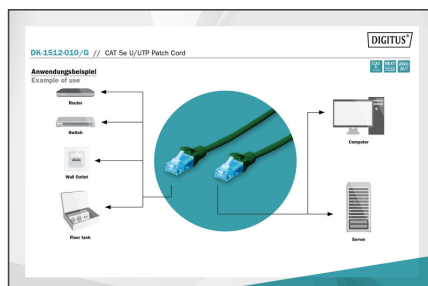 DIGITUS®
DK-1512-010/G // CAT 5e U/UTP Patch Cord
Anwendungsbeispiel
Example of use
Router
Switch
Wall Outlet
Floor tank
Computer
Server